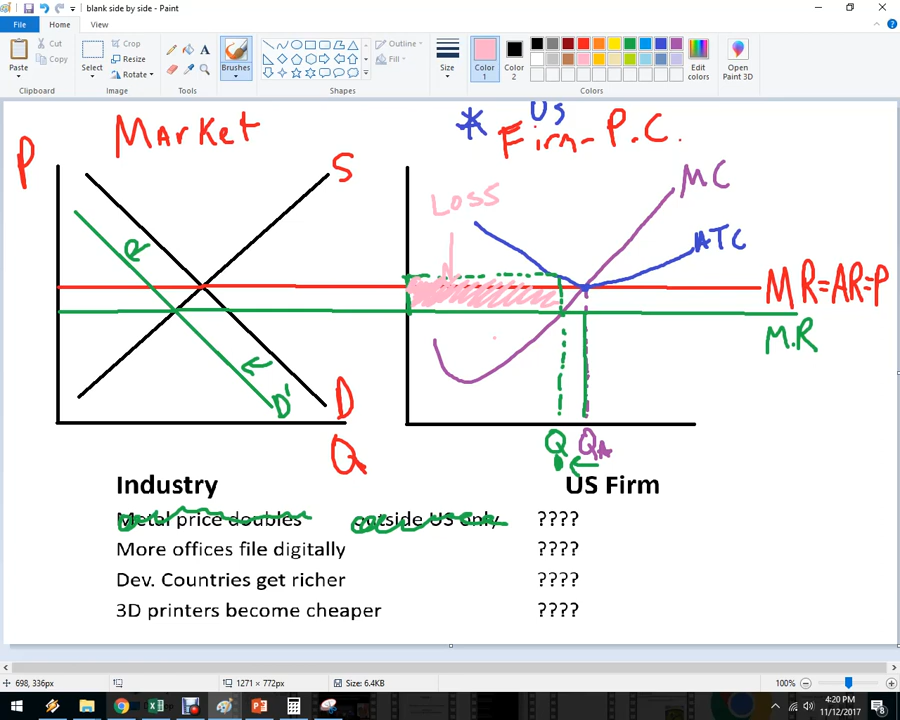 blank side by side - Paint
File Home View
Cut Crop Outline
Copy Resize Fill
Paste Select Rotate Brushes Size Color 1 Color 2 Edit colors Open Paint 3D
Clipboard Image Tools Shapes Colors
Market
* US
Firm-P.C.
P S MC
LOSS
ATC
MR=AR=P
M.R
D' D
Q Q QA
Industry US Firm
Metal price doubles outside US only ????
More offices file digitally ????
Dev. Countries get richer ????
3D printers become cheaper ????
698, 336px 1271 × 772px Size: 6.4KB 100%
4:20 PM
11/12/2017
8